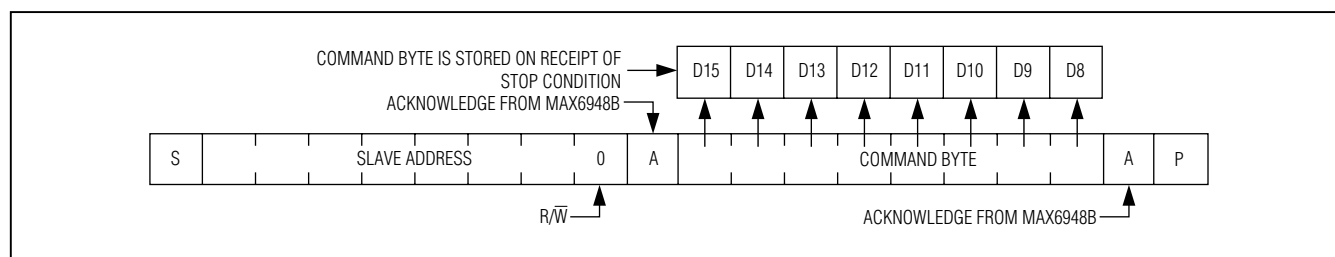 COMMAND BYTE IS STORED ON RECEIPT OF
STOP CONDITION
D15 D14 D13 D12 D11 D10 D9 D8
ACKNOWLEDGE FROM MAX6948B
S SLAVE ADDRESS 0 A COMMAND BYTE A P
R/W̅ ACKNOWLEDGE FROM MAX6948B